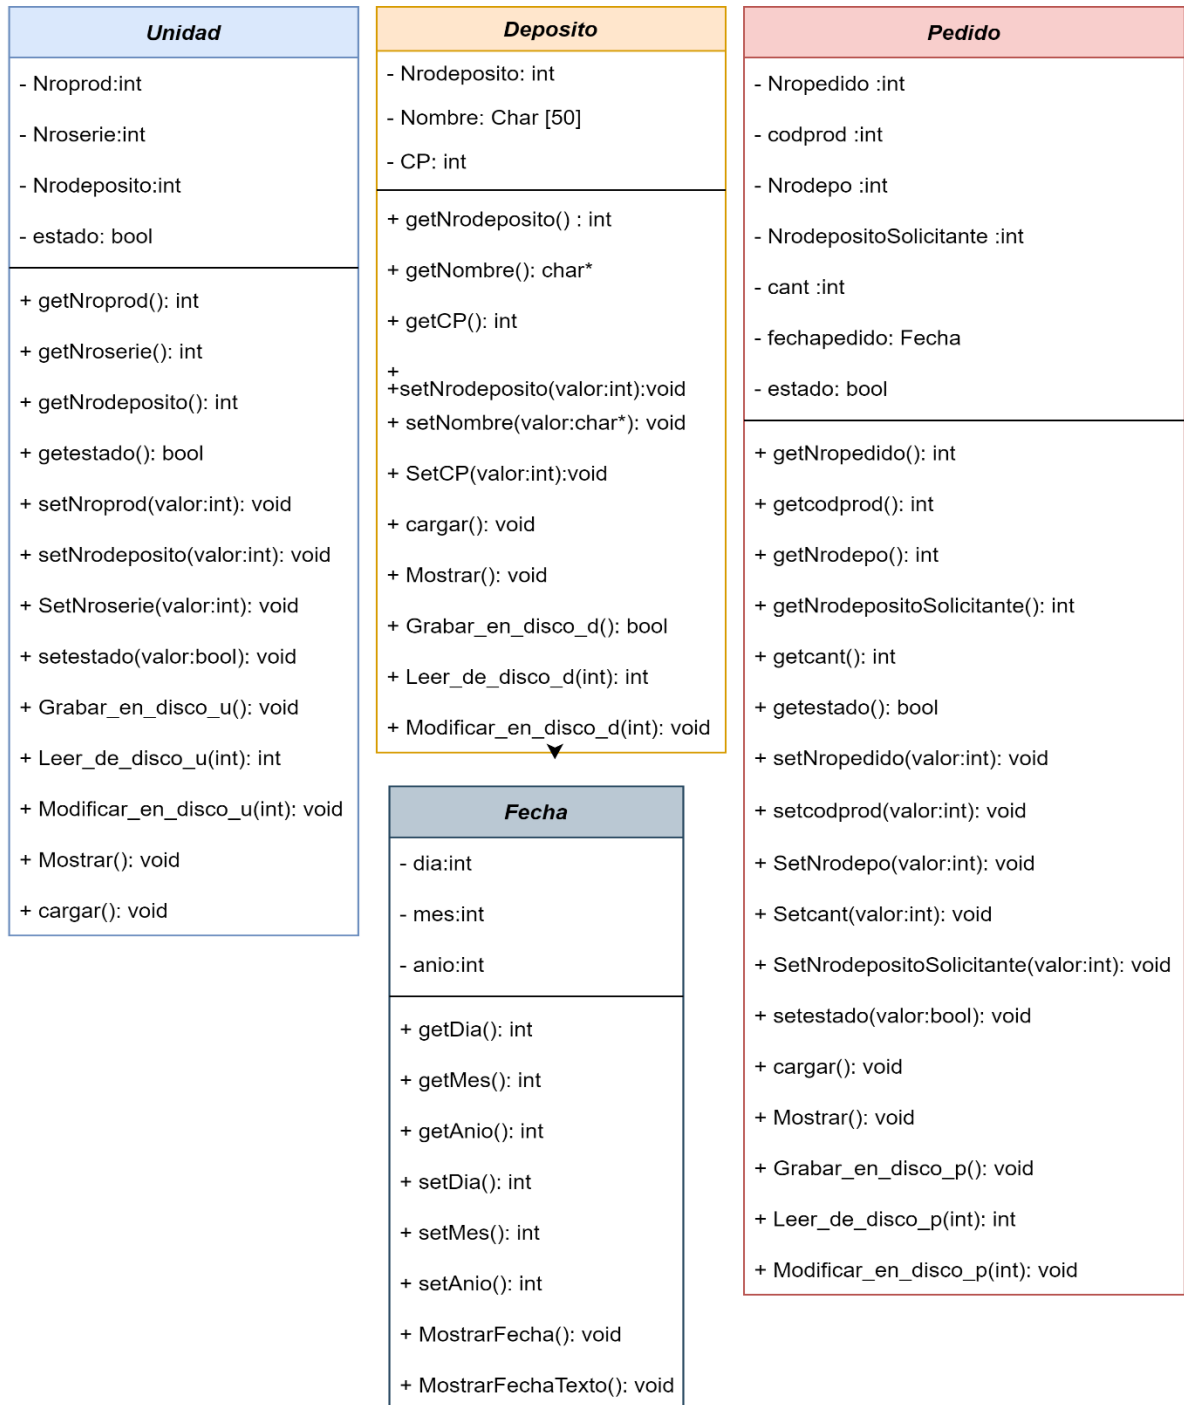 Unidad
- Nroprod:int
- Nroserie:int
- Nrodeposito:int
- estado: bool
+ getNroprod(): int
+ getNroserie(): int
+ getNrodeposito(): int
+ getestado(): bool
+ setNroprod(valor:int): void
+ setNrodeposito(valor:int): void
+ SetNroserie(valor:int): void
+ setestado(valor:bool): void
+ Grabar_en_disco_u(): void
+ Leer_de_disco_u(int): int
+ Modificar_en_disco_u(int): void
+ Mostrar(): void
+ cargar(): void
Deposito
- Nrodeposito: int
- Nombre: Char [50]
- CP: int
+ getNrodeposito() : int
+ getNombre(): char*
+ getCP(): int
+
+setNrodeposito(valor:int):void
+ setNombre(valor:char*): void
+ SetCP(valor:int):void
+ cargar(): void
+ Mostrar(): void
+ Grabar_en_disco_d(): bool
+ Leer_de_disco_d(int): int
+ Modificar_en_disco_d(int): void
Fecha
- dia:int
- mes:int
- anio:int
+ getDia(): int
+ getMes(): int
+ getAnio(): int
+ setDia(): int
+ setMes(): int
+ setAnio(): int
+ MostrarFecha(): void
+ MostrarFechaTexto(): void
Pedido
- Nropedido :int
- codprod :int
- Nrodepo :int
- NrodepositoSolicitante :int
- cant :int
- fechapedido: Fecha
- estado: bool
+ getNropedido(): int
+ getcodprod(): int
+ getNrodepo(): int
+ getNrodepositoSolicitante(): int
+ getcant(): int
+ getestado(): bool
+ setNropedido(valor:int): void
+ setcodprod(valor:int): void
+ SetNrodepo(valor:int): void
+ Setcant(valor:int): void
+ SetNrodepositoSolicitante(valor:int): void
+ setestado(valor:bool): void
+ cargar(): void
+ Mostrar(): void
+ Grabar_en_disco_p(): void
+ Leer_de_disco_p(int): int
+ Modificar_en_disco_p(int): void